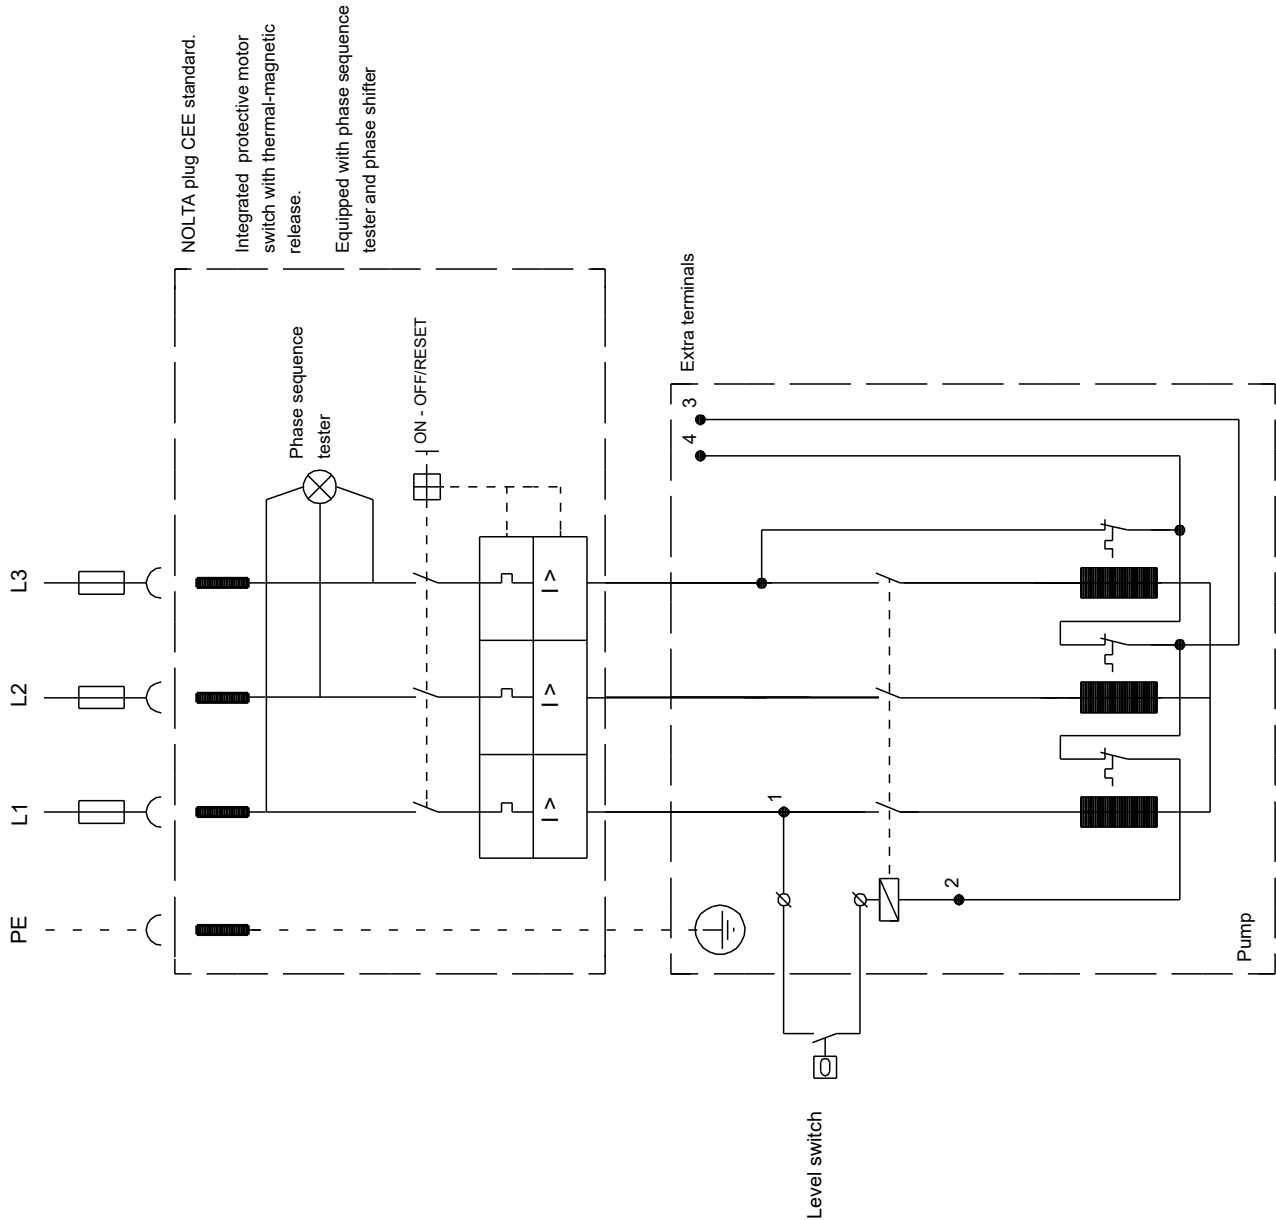 NOLTA plug CEE standard.
Integrated protective motor
switch with thermal-magnetic
release.
Equipped with phase sequence
tester and phase shifter
L3
L2
L1
PE
Phase sequence
tester
ON - OFF/RESET
I >
I >
I >
Extra terminals
3
4
1
2
Pump
Level switch